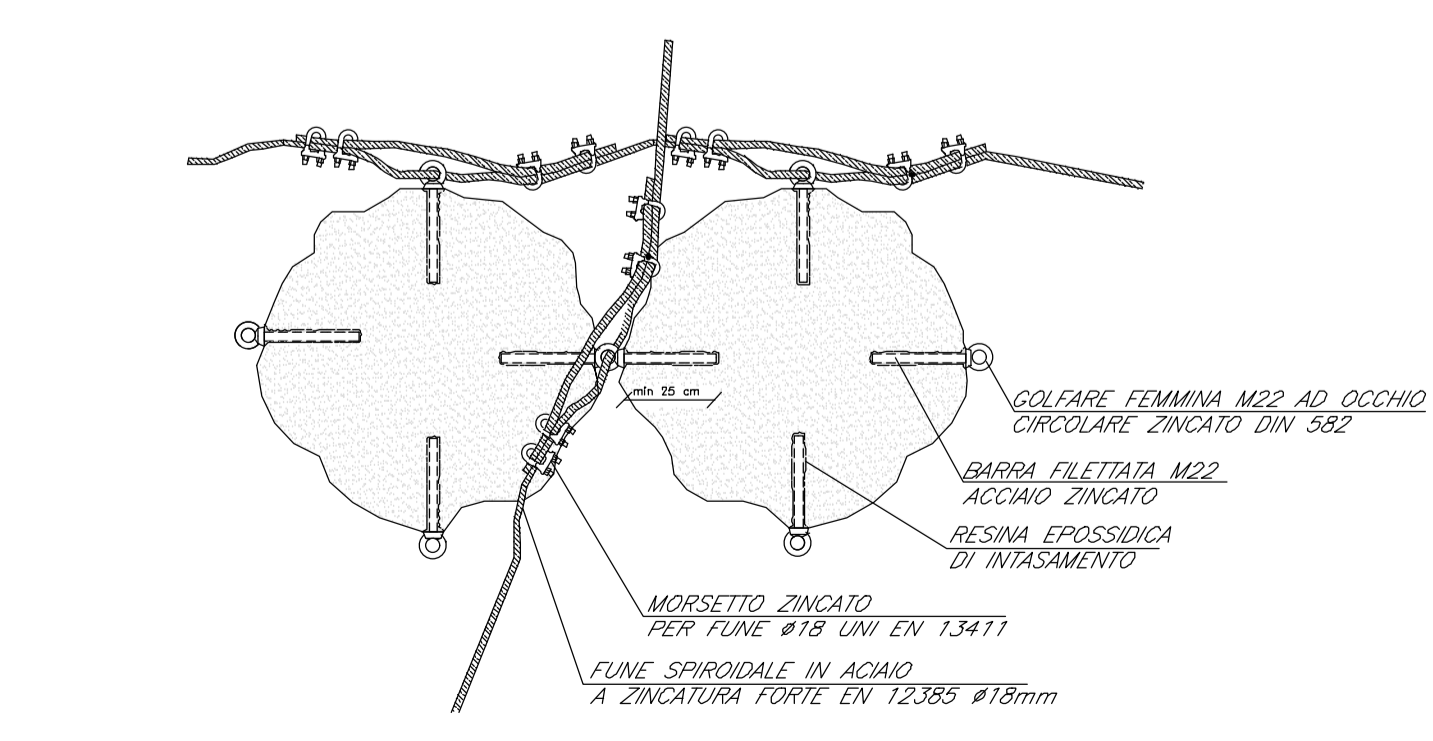 min 25 cm
GOLFARE FEMMINA M22 AD OCCHIO
CIRCOLARE ZINCATO DIN 582
BARRA FILETTATA M22
ACCIAIO ZINCATO
RESINA EPOSSIDICA
DI INTASAMENTO
MORSETTO ZINCATO
PER FUNE ø18 UNI EN 13411
FUNE SPIROIDALE IN ACIAIO
A ZINCATURA FORTE EN 12385 ø18mm